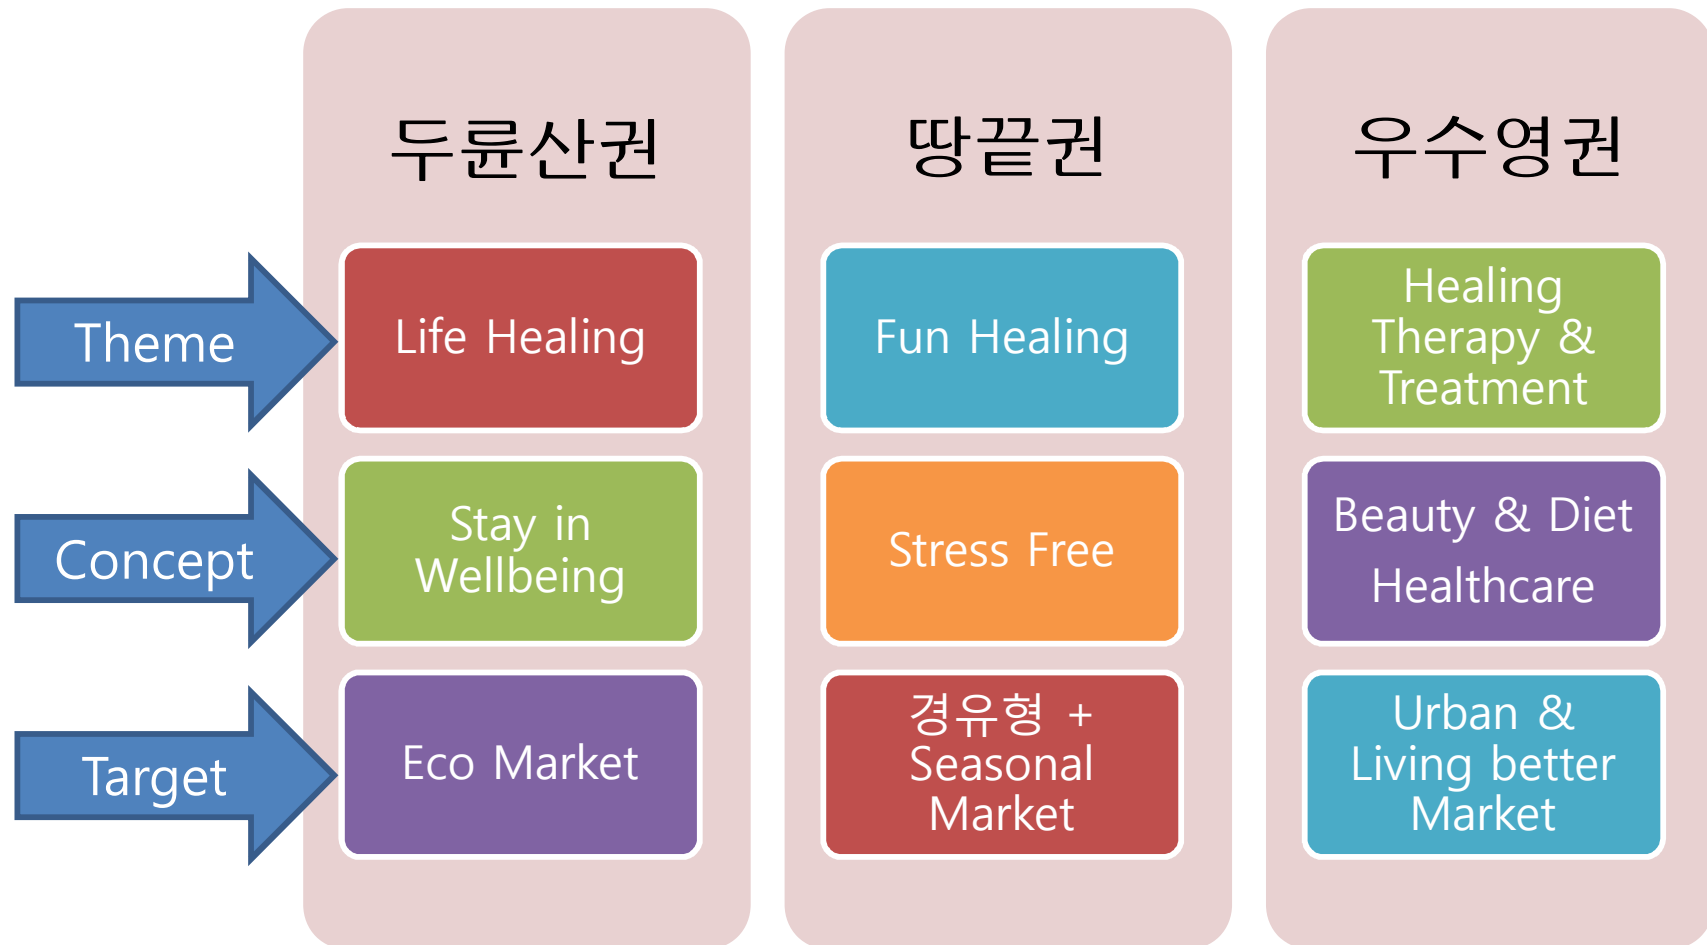 두륜산권
땅끝권
우수영권
Theme
Life Healing
Fun Healing
Healing
Therapy &
Treatment
Concept
Stay in
Wellbeing
Stress Free
Beauty & Diet
Healthcare
Target
Eco Market
경유형 +
Seasonal
Market
Urban &
Living better
Market